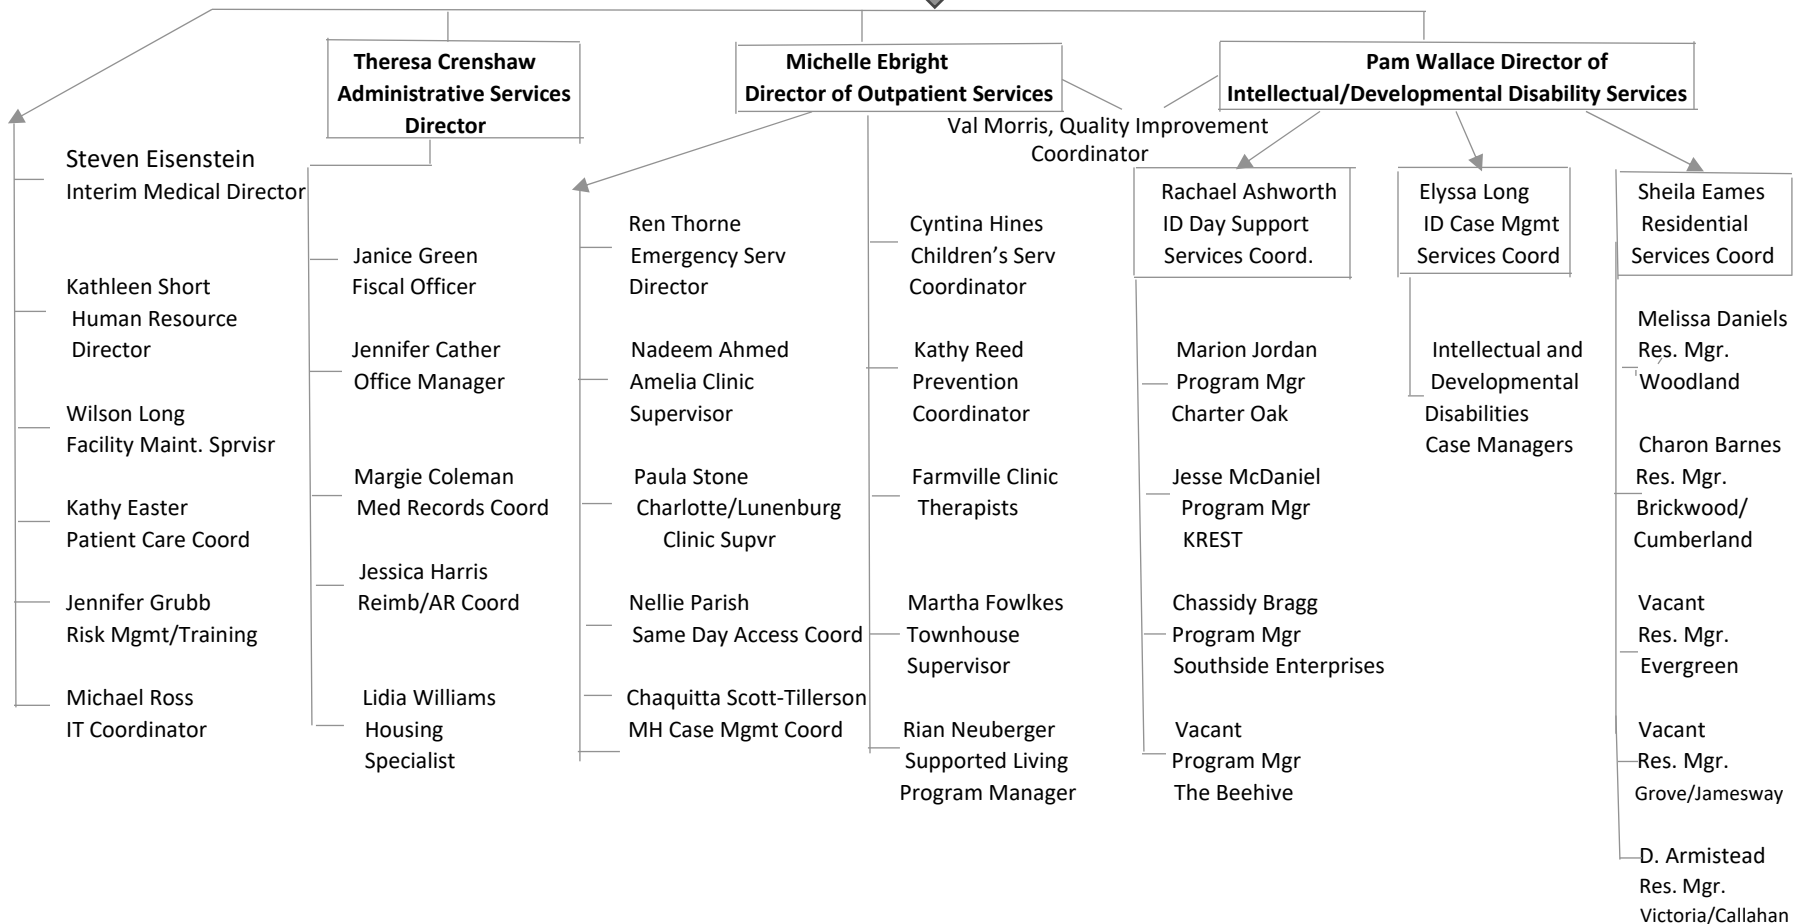 Theresa Crenshaw
Administrative Services
Director
Michelle Ebright
Director of Outpatient Services
Pam Wallace Director of
Intellectual/Developmental Disability Services
Val Morris, Quality Improvement
Coordinator
Steven Eisenstein
Interim Medical Director
Kathleen Short
Human Resource
Director
Wilson Long
Facility Maint. Sprvisr
Kathy Easter
Patient Care Coord
Jennifer Grubb
Risk Mgmt/Training
Michael Ross
IT Coordinator
Janice Green
Fiscal Officer
Jennifer Cather
Office Manager
Margie Coleman
Med Records Coord
Jessica Harris
Reimb/AR Coord
Lidia Williams
Housing
Specialist
Ren Thorne
Emergency Serv
Director
Nadeem Ahmed
Amelia Clinic
Supervisor
Paula Stone
Charlotte/Lunenburg
Clinic Supvr
Nellie Parish
Same Day Access Coord
Chaquitta Scott-Tillerson
MH Case Mgmt Coord
Cyntina Hines
Children’s Serv
Coordinator
Kathy Reed
Prevention
Coordinator
Farmville Clinic
Therapists
Martha Fowlkes
Townhouse
Supervisor
Rian Neuberger
Supported Living
Program Manager
Rachael Ashworth
ID Day Support
Services Coord.
Marion Jordan
Program Mgr
Charter Oak
Jesse McDaniel
Program Mgr
KREST
Chassidy Bragg
Program Mgr
Southside Enterprises
Vacant
Program Mgr
The Beehive
Elyssa Long
ID Case Mgmt
Services Coord
Intellectual and
Developmental
Disabilities
Case Managers
Sheila Eames
Residential
Services Coord
Melissa Daniels
Res. Mgr.
Woodland
Charon Barnes
Res. Mgr.
Brickwood/
Cumberland
Vacant
Res. Mgr.
Evergreen
Vacant
Res. Mgr.
Grove/Jamesway
D. Armistead
Res. Mgr.
Victoria/Callahan